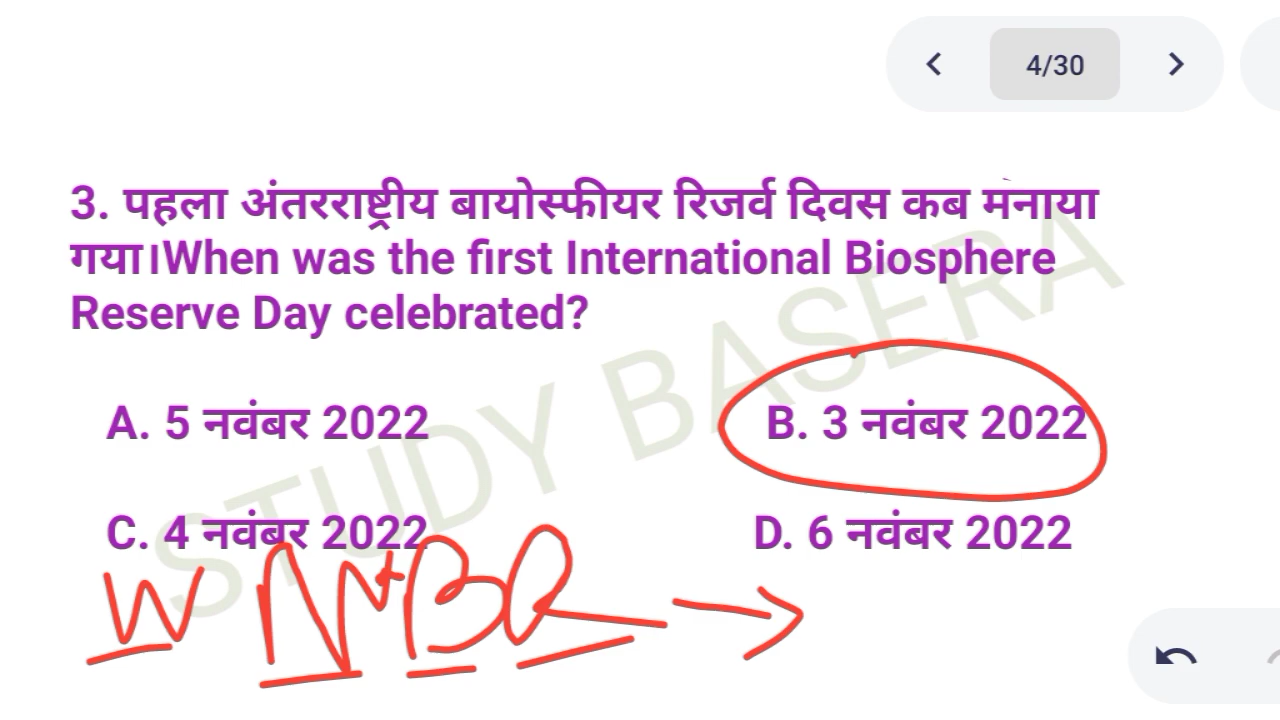 4/30
3. पहला अंतरराष्ट्रीय बायोस्फीयर रिजर्व दिवस कब मनाया
गया।When was the first International Biosphere
Reserve Day celebrated?
A. 5 नवंबर 2022
B. 3 नवंबर 2022
C. 4 नवंबर 2022
D. 6 नवंबर 2022
STUDY BASERA
W N BR